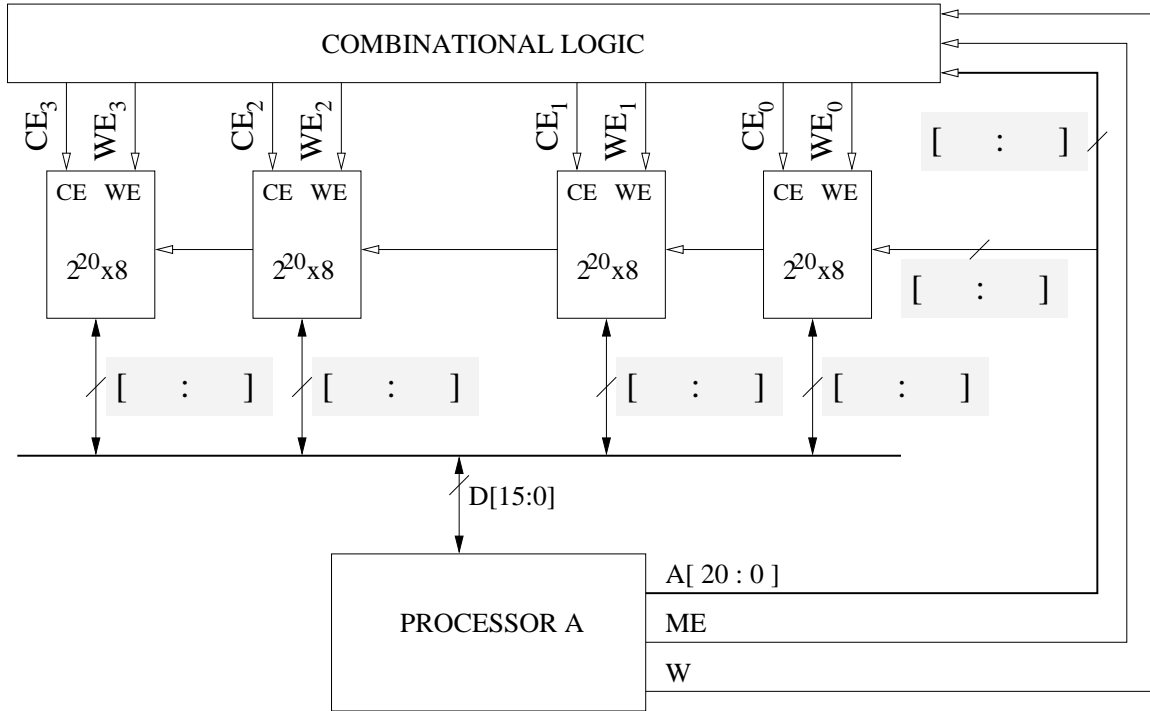 COMBINATIONAL LOGIC
CE3 WE3 CE2 WE2 CE1 WE1 CE0 WE0
[ : ]
CE WE CE WE CE WE CE WE
2^20x8 2^20x8 2^20x8 2^20x8
[ : ]
[ : ] [ : ] [ : ] [ : ]
D[15:0]
A[ 20 : 0 ]
PROCESSOR A
ME
W